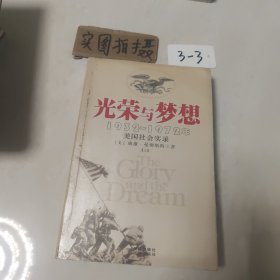 实图拍摄
3-3
光荣与梦想
1932~1972年
美国社会实录
The
Glory
and the
Dream